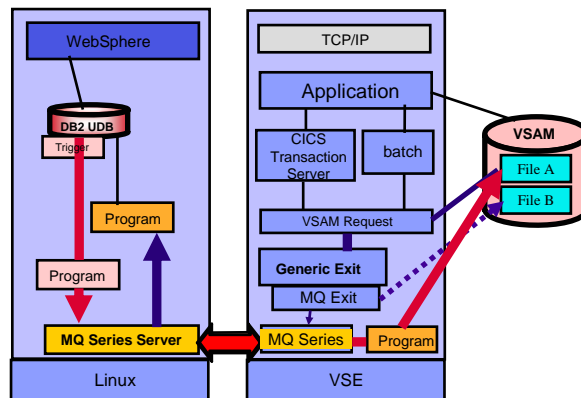 WebSphere
DB2 UDB
Trigger
Program
Program
MQ Series Server
Linux
TCP/IP
Application
CICS
Transaction
Server
batch
VSAM Request
Generic Exit
MQ Exit
MQ Series
Program
VSE
VSAM
File A
File B